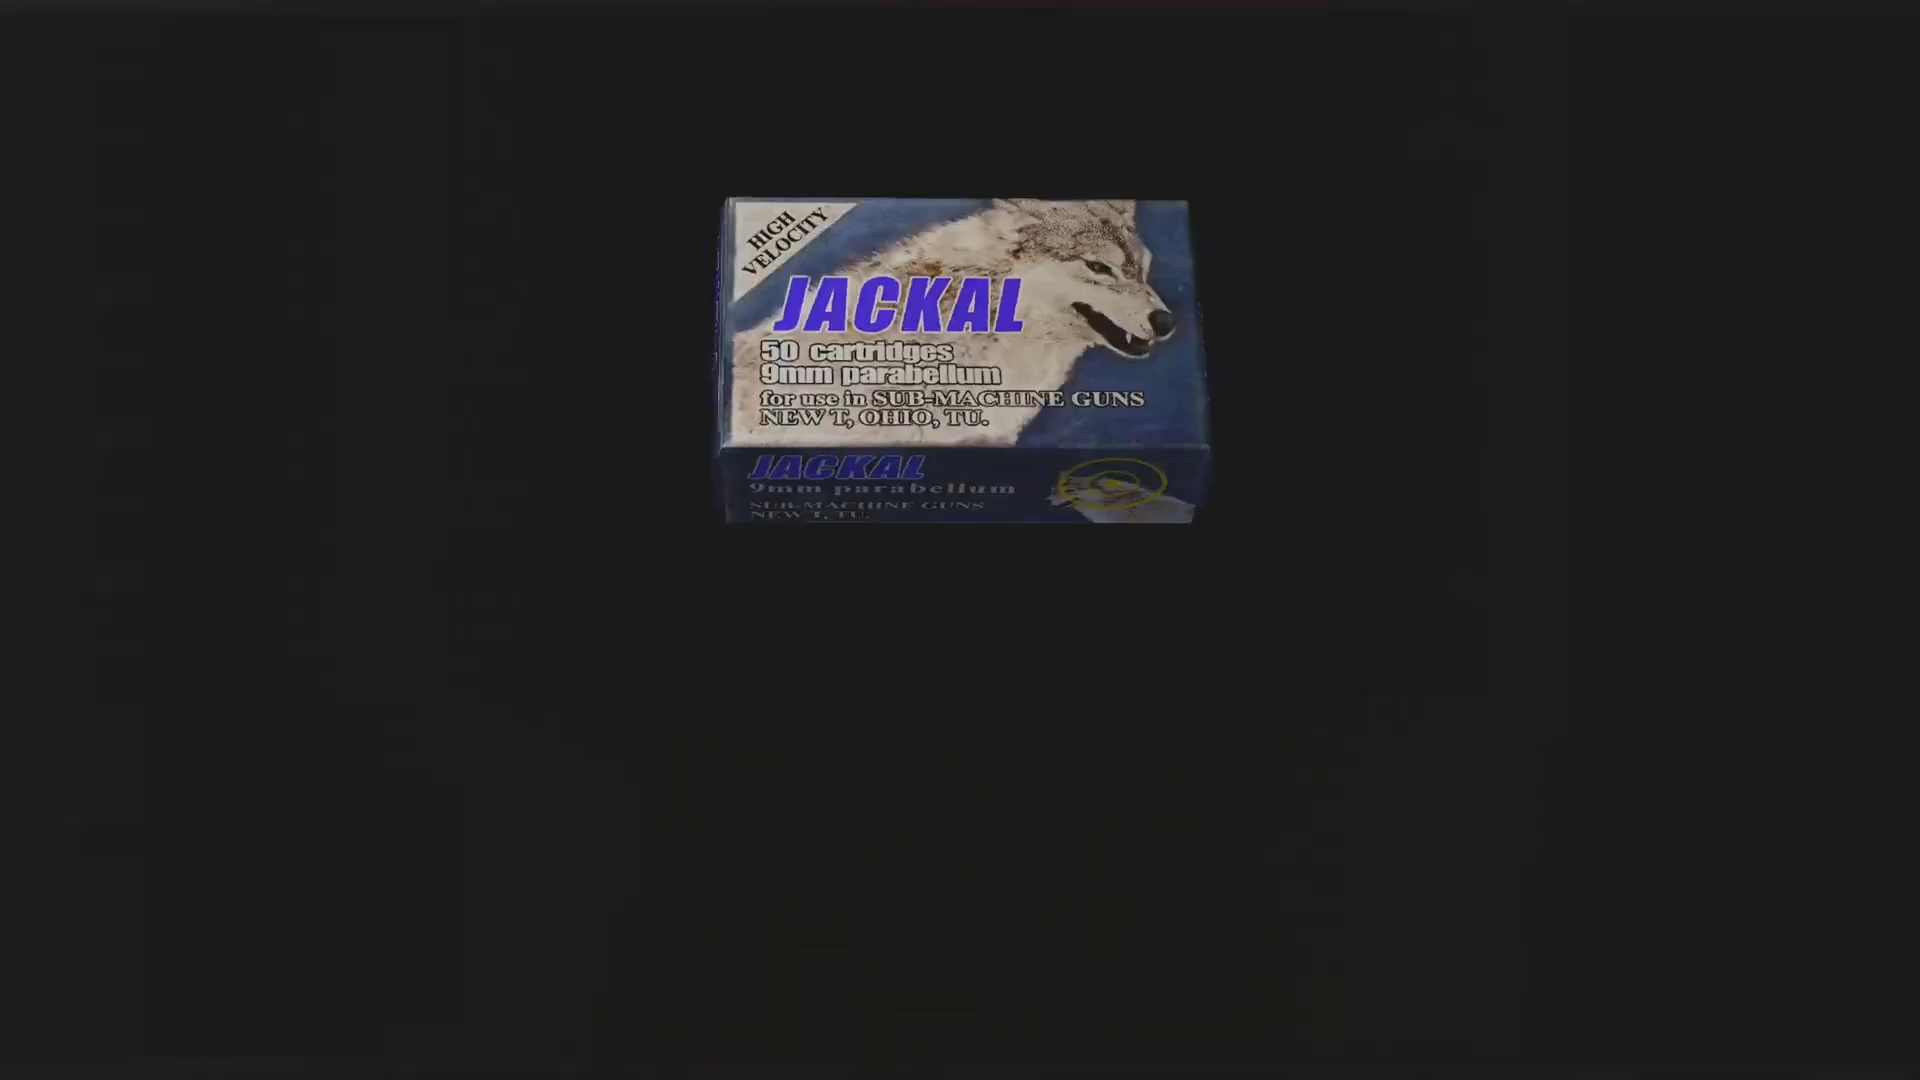 HIGH
VELOCITY
JACKAL
50 cartridges
9mm parabellum
for use in SUB-MACHINE GUNS
NEW T, OHIO, TU.
JACKAL
9mm parabellum
SUB-MACHINE GUNS
NEW T, TU.